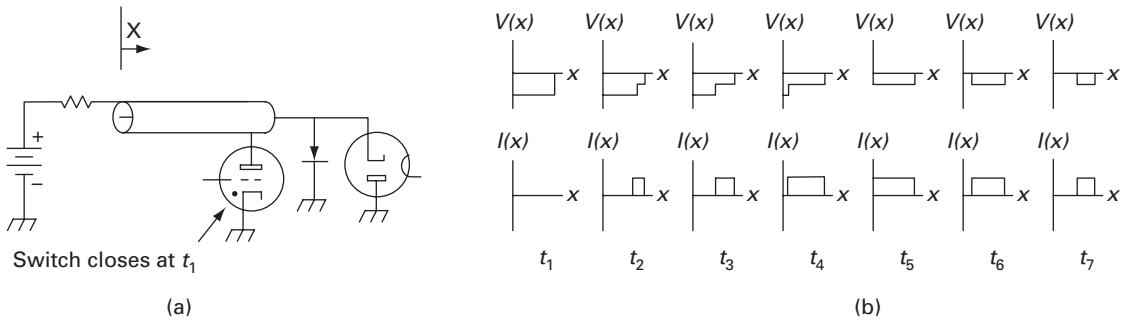 X
+
−
Switch closes at t1
(a)
V(x) V(x) V(x) V(x) V(x) V(x) V(x)
x x x x x x x
I(x) I(x) I(x) I(x) I(x) I(x) I(x)
x x x x x x x
t1 t2 t3 t4 t5 t6 t7
(b)